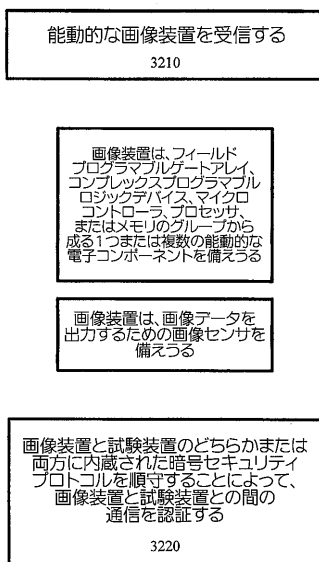 能動的な画像装置を受信する
3210
画像装置は、フィールド
プログラマブルゲートアレイ、
コンプレックスプログラマブル
ロジックデバイス、マイクロ
コントローラ、プロセッサ、
またはメモリのグループから
成る1つまたは複数の能動的な
電子コンポーネントを備えうる
画像装置は、画像データを
出力するための画像センサを
備えうる
画像装置と試験装置のどちらかまたは
両方に内蔵された暗号セキュリティ
プロトコルを順守することによって、
画像装置と試験装置との間の
通信を認証する
3220